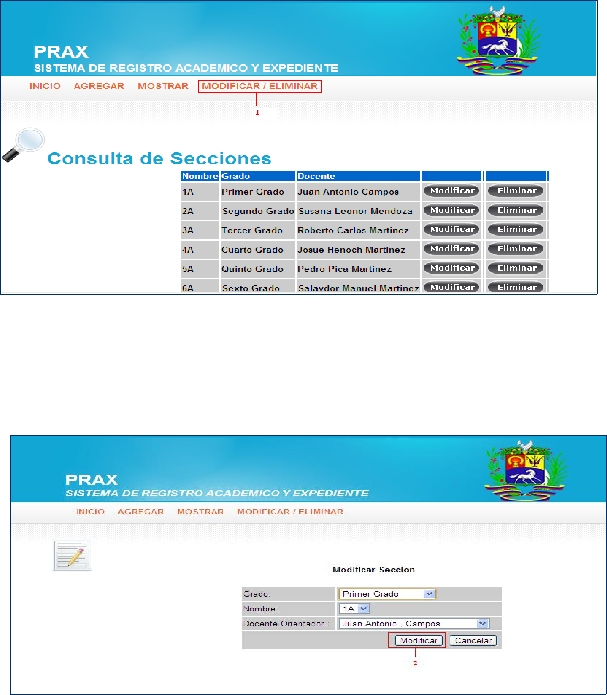 PRAX
SISTEMA DE REGISTRO ACADEMICO Y EXPEDIENTE
INICIO AGREGAR MOSTRAR MODIFICAR / ELIMINAR
1
Consulta de Secciones
Nombre Grado Docente
1A Primer Grado Juan Antonio Campos Modificar Eliminar
2A Segundo Grado Susana Leonor Mendoza Modificar Eliminar
3A Tercer Grado Roberto Carlos Martinez Modificar Eliminar
4A Cuarto Grado Josue Henoch Martinez Modificar Eliminar
5A Quinto Grado Pedro Pica Martinez Modificar Eliminar
6A Sexto Grado Salavdor Manuel Martinez Modificar Eliminar
PRAX
SISTEMA DE REGISTRO ACADEMICO Y EXPEDIENTE
INICIO AGREGAR MOSTRAR MODIFICAR / ELIMINAR
Modificar Seccion
Grado: Primer Grado
Nombre 1A
Docente Orientador : Juan Antonio , Campos
Modificar Cancelar
2